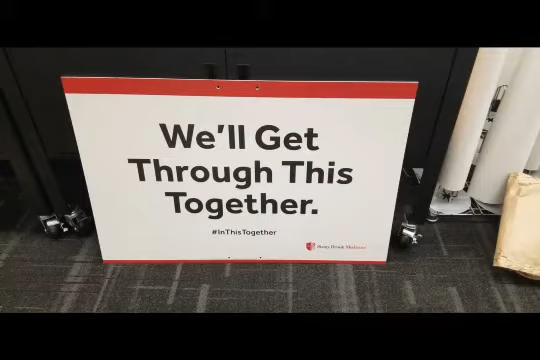 We'll Get
Through This
Together.
#InThisTogether
Stony Brook Medicine